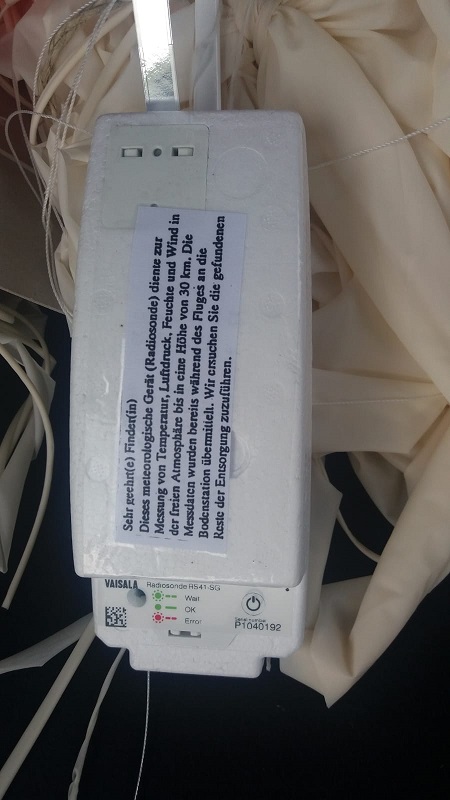 Sehr geehrt(e) Finder(in)
Dieses meteorologische Gerät (Radiosonde) diente zur
Messung von Temperatur, Luftdruck, Feuchte und Wind in
der freien Atmosphäre bis in eine Höhe von 30 km. Die
Messdaten wurden bereits während des Fluges an die
Bodenstation übermittelt. Wir ersuchen Sie die gefundenen
Reste der Entsorgung zuzuführen.
VAISALA Radiosonde RS41-SG
Wait
OK
Error
Serial number
P1040192